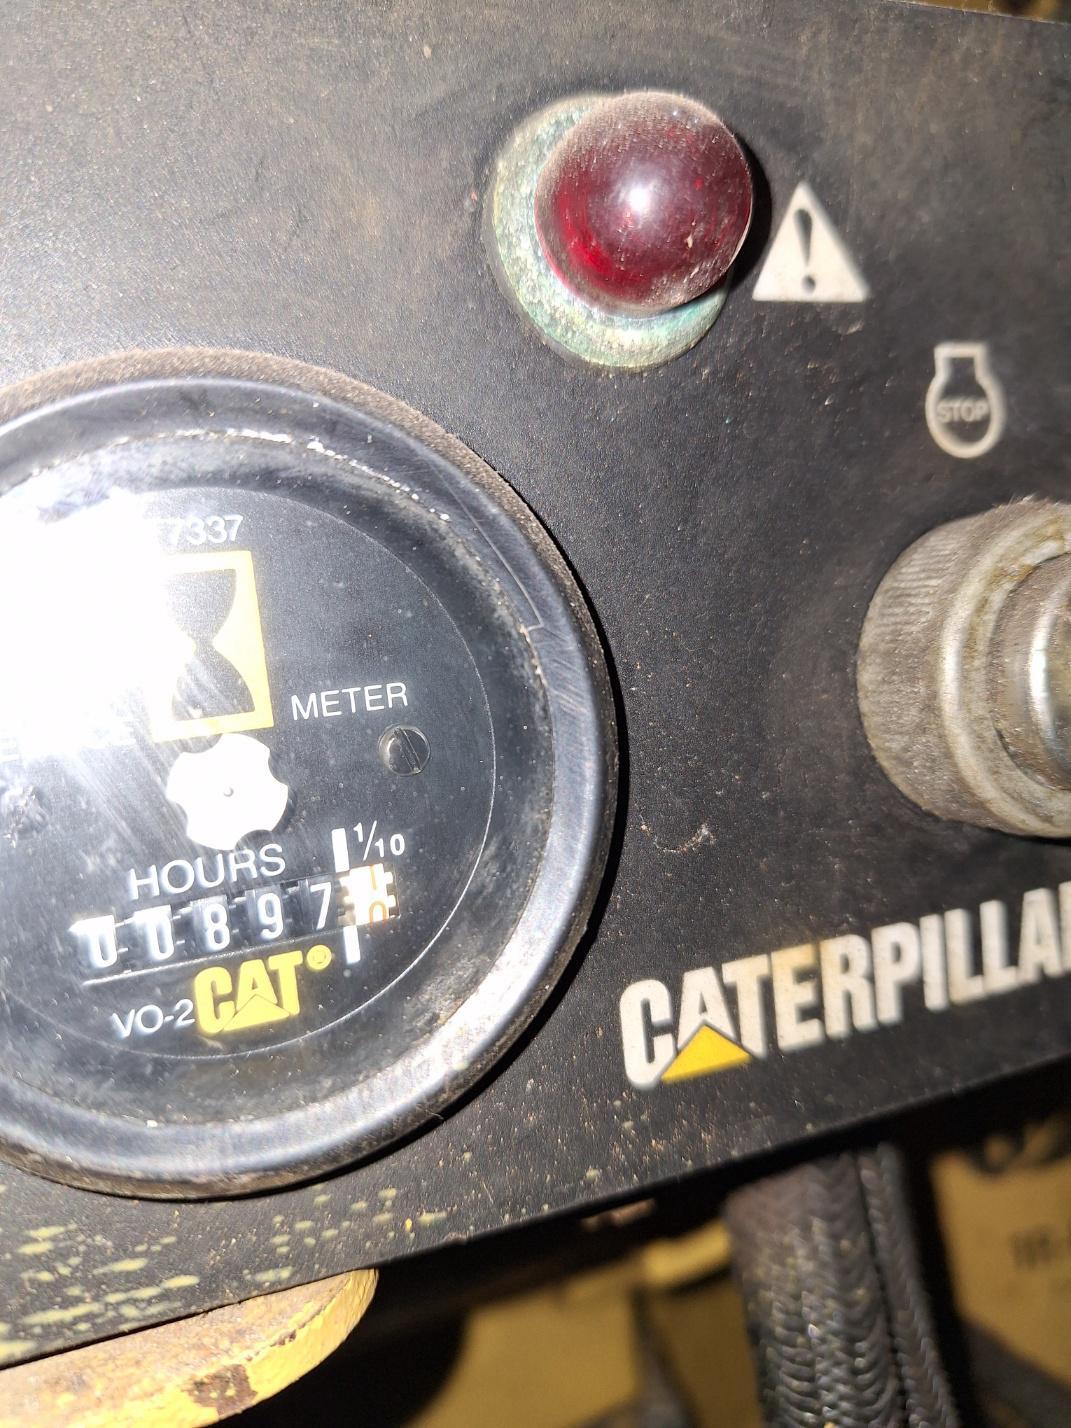 STOP
7337
METER
1/10
HOURS
00897
CAT
VO-2
CATERPILLAR